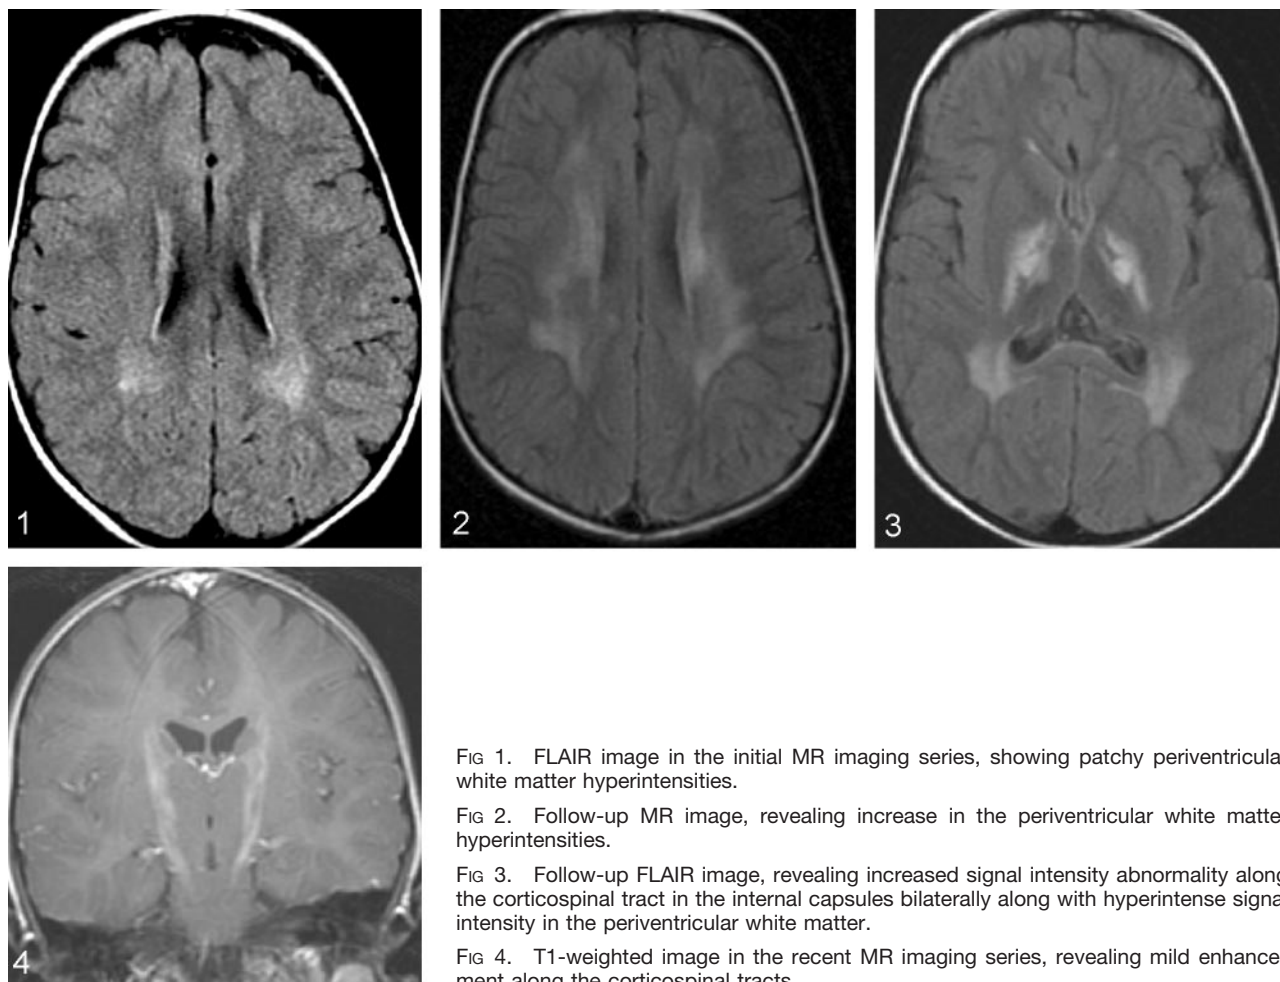 1
2
3
4
FIG 1. FLAIR image in the initial MR imaging series, showing patchy periventricula
white matter hyperintensities.
FIG 2. Follow-up MR image, revealing increase in the periventricular white matte
hyperintensities.
FIG 3. Follow-up FLAIR image, revealing increased signal intensity abnormality along
the corticospinal tract in the internal capsules bilaterally along with hyperintense signa
intensity in the periventricular white matter.
FIG 4. T1-weighted image in the recent MR imaging series, revealing mild enhance
ment along the corticospinal tracts